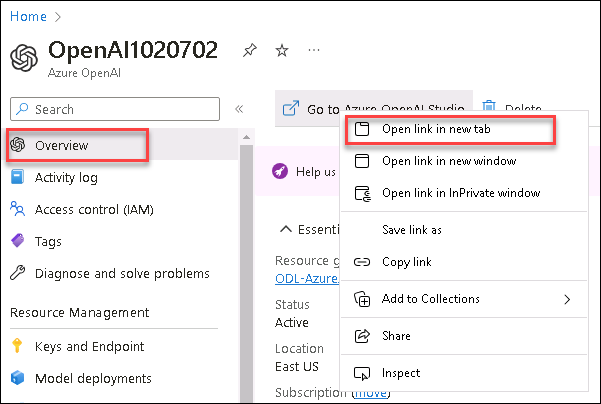 Home >
OpenAI1020702
Azure OpenAI
Search
Go to Azure OpenAI Studio
Delete
Overview
Activity log
Access control (IAM)
Tags
Diagnose and solve problems
Resource Management
Keys and Endpoint
Model deployments
Help us
Essenti
Resource g
ODL-Azure
Status
Active
Location
East US
Subscription (move)
Open link in new tab
Open link in new window
Open link in InPrivate window
Save link as
Copy link
Add to Collections
Share
Inspect